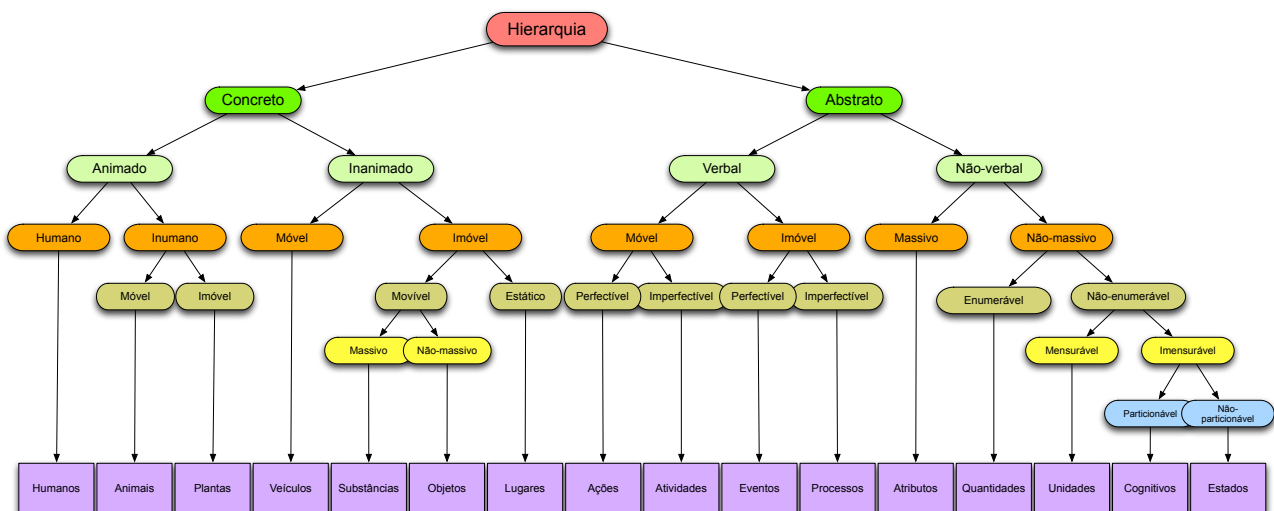 Hierarquia
Concreto
Abstrato
Animado
Inanimado
Verbal
Não-verbal
Humano
Inumano
Móvel
Imóvel
Móvel
Imóvel
Massivo
Não-massivo
Móvel
Imóvel
Movível
Estático
Perfectível
Imperfectível
Perfectível
Imperfectível
Enumerável
Não-enumerável
Massivo
Não-massivo
Mensurável
Imensurável
Particionável
Não-
particionável
Humanos
Animais
Plantas
Veículos
Substâncias
Objetos
Lugares
Ações
Atividades
Eventos
Processos
Atributos
Quantidades
Unidades
Cognitivos
Estados